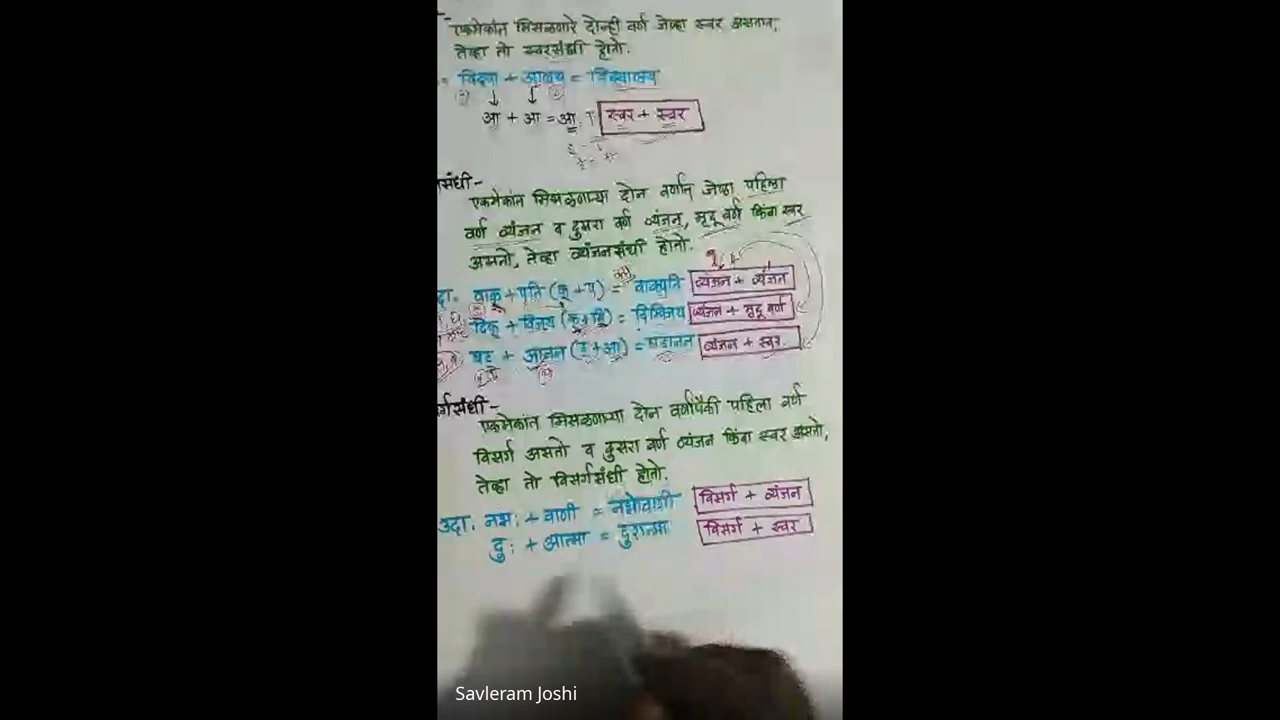 एकमेकांत मिसळणारे दोन्ही वर्ण जेव्हा स्वर असतात,
तेव्हा तो स्वरसंधी होतो.
विद्या + आलय = विद्यालय
आ + आ = आ. स्वर + स्वर
संधी -
एकमेकांत मिसळणाऱ्या दोन वर्णात जेव्हा पहिला
वर्ण व्यंजन व दुसरा वर्ण व्यंजन, मृदू वर्ण किंवा स्वर
असतो, तेव्हा व्यंजनसंधी होतो.
वाक् + पति (क् + प) = वाक्पति व्यंजन + व्यंजन
दिक् + विजय = दिग्विजय व्यंजन + मृदू वर्ण
षट् + आनन (ट् + आ) = षडानन व्यंजन + स्वर
र्गसंधी -
एकमेकांत मिसळणाऱ्या दोन वर्णांपैकी पहिला वर्ण
विसर्ग असतो व दुसरा वर्ण व्यंजन किंवा स्वर असतो,
तेव्हा तो विसर्गसंधी होतो.
उदा. नभ: + वाणी = नभोवाणी विसर्ग + व्यंजन
दु: + आत्मा = दुरात्मा विसर्ग + स्वर
Savleram Joshi